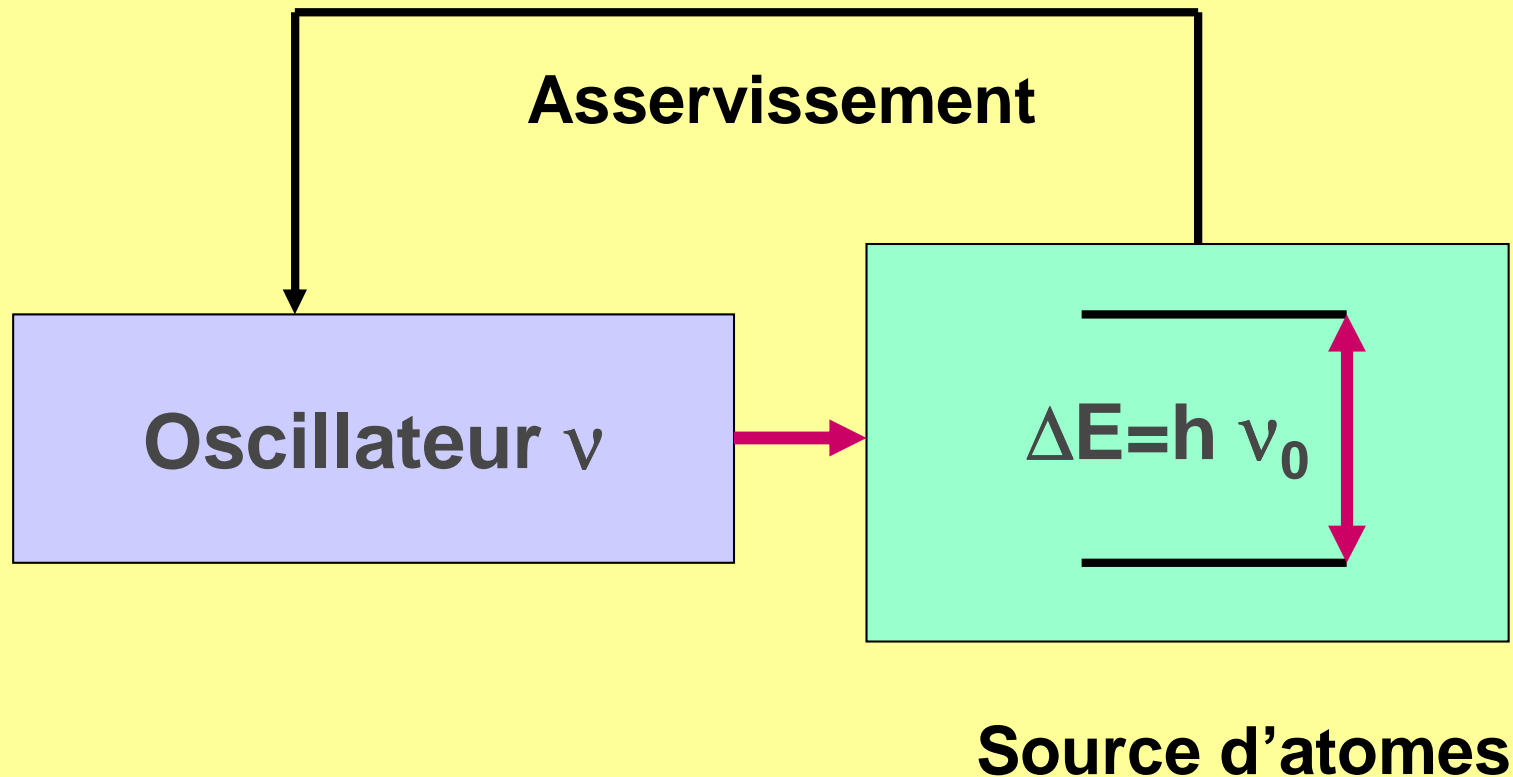 Asservissement
Oscillateur ν
ΔE=h ν₀
Source d’atomes